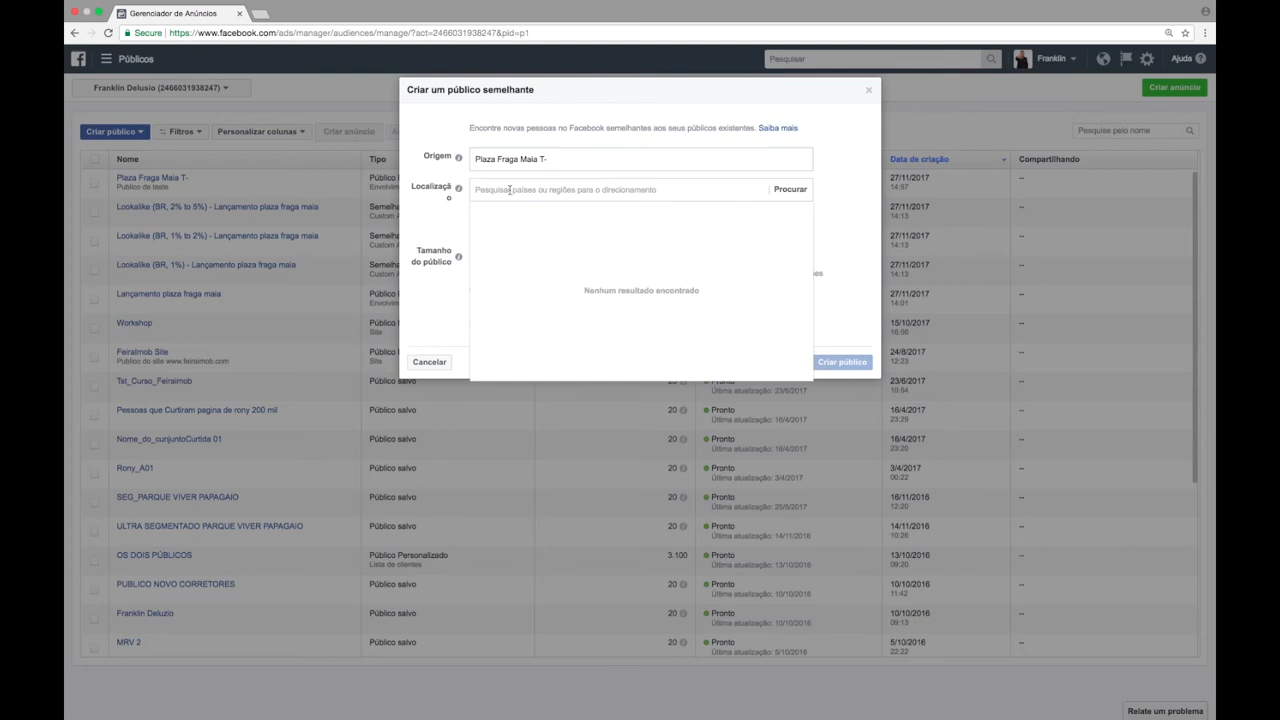 Gerenciador de Anúncios
Secure https://www.facebook.com/ads/manager/audiences/manage/?act=2466031938247&pid=p1
Públicos
Pesquisar
Franklin
Ajuda
Franklin Delusio (2466031938247)
Criar anúncio
Criar um público semelhante
Encontre novas pessoas no Facebook semelhantes aos seus públicos existentes. Saiba mais
Origem
Plaza Fraga Maia T-
Localizaçã
o
Pesquisar países ou regiões para o direcionamento
Procurar
Tamanho
do público
Nenhum resultado encontrado
Cancelar
Criar público
Criar público
Filtros
Personalizar colunas
Criar anúncio
Pesquise pelo nome
Nome
Tipo
Data de criação
Compartilhando
Plaza Fraga Maia T-
Publico de teste
Público
Envolvim
27/11/2017
14:57
--
Lookalike (BR, 2% to 5%) - Lançamento plaza fraga maia
Semelha
Custom A
27/11/2017
14:13
--
Lookalike (BR, 1% to 2%) - Lançamento plaza fraga maia
Semelha
Custom A
27/11/2017
14:13
--
Lookalike (BR, 1%) - Lançamento plaza fraga maia
Semelha
Custom A
27/11/2017
14:13
--
Lançamento plaza fraga maia
Público
Envolvim
27/11/2017
14:01
--
Workshop
Público
Site
15/10/2017
16:56
--
FeiraImob Site
Publico do site www.feiraimob.com
Público
Site
24/8/2017
12:23
--
Tst_Curso_Feiraimob
Público salvo
20
Pronto
Última atualização: 23/6/2017
23/6/2017
10:54
--
Pessoas que Curtiram pagina de rony 200 mil
Público salvo
20
Pronto
Última atualização: 16/4/2017
16/4/2017
23:29
--
Nome_do_cunjuntoCurtida 01
Público salvo
20
Pronto
Última atualização: 16/4/2017
16/4/2017
23:20
--
Rony_A01
Público salvo
20
Pronto
Última atualização: 3/4/2017
3/4/2017
00:22
--
SEG_PARQUE VIVER PAPAGAIO
Público salvo
20
Pronto
Última atualização: 25/5/2017
16/11/2016
12:20
--
ULTRA SEGMENTADO PARQUE VIVER PAPAGAIO
Público salvo
20
Pronto
Última atualização: 14/11/2016
14/11/2016
10:26
--
OS DOIS PÚBLICOS
Público Personalizado
Lista de clientes
3.100
Pronto
Última atualização: 13/10/2016
13/10/2016
09:20
--
PUBLICO NOVO CORRETORES
Público salvo
20
Pronto
Última atualização: 10/10/2016
10/10/2016
11:42
--
Franklin Deluzio
Público salvo
20
Pronto
Última atualização: 10/10/2016
10/10/2016
09:13
--
MRV 2
Público salvo
20
Pronto
Última atualização: 5/10/2016
5/10/2016
22:22
--
Relate um problema